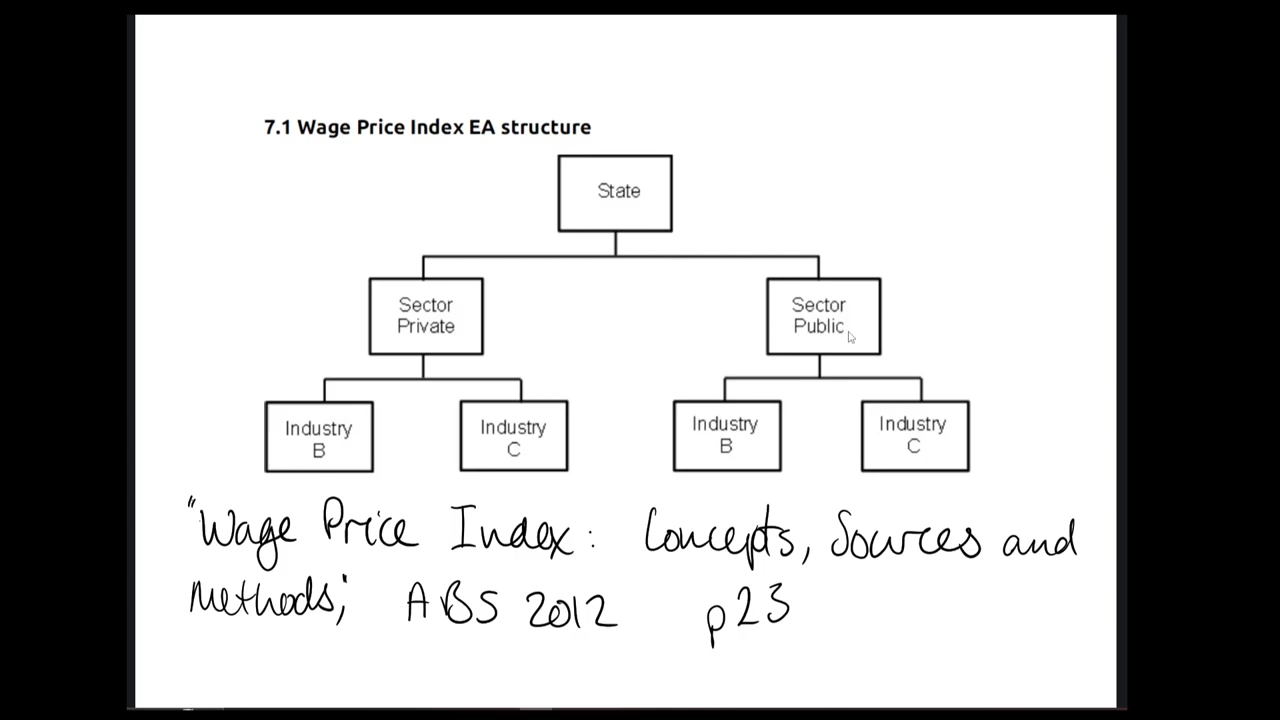 7.1 Wage Price Index EA structure
State
Sector
Private
Sector
Public
Industry
B
Industry
C
Industry
B
Industry
C
"Wage Price Index: Concepts, Sources and
Methods," ABS 2012 p23